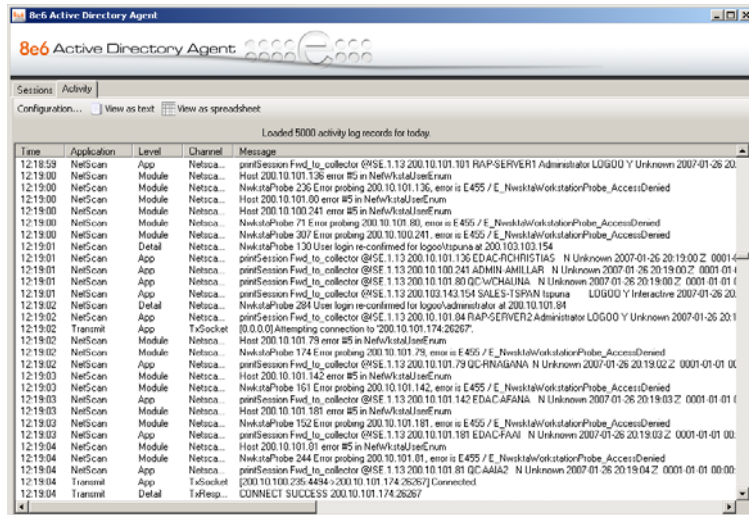 8e6 Active Directory Agent
8e6 Active Directory Agent
Sessions Activity
Configuration... View as text View as spreadsheet
Loaded 5000 activity log records for today.
Time Application Level Channel Message
12:18:59 NetScan App Netsca... printSession Fwd_to_collector @!SE.1.13 200.10.101.101 RAP-SERVER1 Administrator LOGOO Y Unknown 2007-01-26 20:
12:19:00 NetScan Module Netsca... Host 200.10.101.136 error #5 in NetWkstaUserEnum
12:19:00 NetScan Module Netsca... NwkstaProbe 236 Error probing 200.10.101.136, error is E455 / E_NwsktaWorkstationProbe_AccessDenied
12:19:00 NetScan Module Netsca... Host 200.10.101.80 error #5 in NetWkstaUserEnum
12:19:00 NetScan Module Netsca... Host 200.10.100.241 error #5 in NetWkstaUserEnum
12:19:00 NetScan Module Netsca... NwkstaProbe 71 Error probing 200.10.101.80, error is E455 / E_NwsktaWorkstationProbe_AccessDenied
12:19:00 NetScan Module Netsca... NwkstaProbe 307 Error probing 200.10.100.241, error is E455 / E_NwsktaWorkstationProbe_AccessDenied
12:19:01 NetScan Detail Netsca... NwkstaProbe 130 User login re-confirmed for logoo\tspuna at 200.103.103.154
12:19:01 NetScan App Netsca... printSession Fwd_to_collector @!SE.1.13 200.10.101.136 EDAC-RCHRISTIAS N Unknown 2007-01-26 20:19:00 Z 0001-
12:19:01 NetScan App Netsca... printSession Fwd_to_collector @!SE.1.13 200.10.100.241 ADMIN-AMILLAR N Unknown 2007-01-26 20:19:00 Z 0001-01-
12:19:01 NetScan App Netsca... printSession Fwd_to_collector @!SE.1.13 200.10.101.80 QC-WCHAUNA N Unknown 2007-01-26 20:19:00 Z 0001-01-01
12:19:01 NetScan App Netsca... printSession Fwd_to_collector @!SE.1.13 200.103.143.154 SALES-TSPAN tspuna LOGOO Y Interactive 2007-01-26 20:
12:19:02 NetScan Detail Netsca... NwkstaProbe 284 User login re-confirmed for logoo\administrator at 200.10.101.84
12:19:02 NetScan App Netsca... printSession Fwd_to_collector @!SE.1.13 200.10.101.84 RAP-SERVER2 Administrator LOGOO Y Unknown 2007-01-26 20:1
12:19:02 Transmit App TxSocket [0.0.0.0] Attempting connection to '200.10.101.174:26267'.
12:19:02 NetScan Module Netsca... Host 200.10.101.79 error #5 in NetWkstaUserEnum
12:19:02 NetScan Module Netsca... NwkstaProbe 174 Error probing 200.10.101.79, error is E455 / E_NwsktaWorkstationProbe_AccessDenied
12:19:02 NetScan App Netsca... printSession Fwd_to_collector @!SE.1.13 200.10.101.79 QC-RNAGANA N Unknown 2007-01-26 20:19:02 Z 0001-01-01 00
12:19:03 NetScan Module Netsca... Host 200.10.101.142 error #5 in NetWkstaUserEnum
12:19:03 NetScan Module Netsca... NwkstaProbe 161 Error probing 200.10.101.142, error is E455 / E_NwsktaWorkstationProbe_AccessDenied
12:19:03 NetScan App Netsca... printSession Fwd_to_collector @!SE.1.13 200.10.101.142 EDAC-AFANA N Unknown 2007-01-26 20:19:03 Z 0001-01-01 0
12:19:03 NetScan Module Netsca... Host 200.10.101.181 error #5 in NetWkstaUserEnum
12:19:03 NetScan Module Netsca... NwkstaProbe 152 Error probing 200.10.101.181, error is E455 / E_NwsktaWorkstationProbe_AccessDenied
12:19:03 NetScan App Netsca... printSession Fwd_to_collector @!SE.1.13 200.10.101.181 EDAC-FAAI N Unknown 2007-01-26 20:19:03 Z 0001-01-01 00:
12:19:04 NetScan Module Netsca... Host 200.10.101.81 error #5 in NetWkstaUserEnum
12:19:04 NetScan Module Netsca... NwkstaProbe 244 Error probing 200.10.101.81, error is E455 / E_NwsktaWorkstationProbe_AccessDenied
12:19:04 NetScan App Netsca... printSession Fwd_to_collector @!SE.1.13 200.10.101.81 QC-AAIA2 N Unknown 2007-01-26 20:19:04 Z 0001-01-01 00:00:
12:19:04 Transmit App TxSocket [200.10.100.235:4494->200.10.101.174:26267] Connected.
12:19:04 Transmit Detail TxResp... CONNECT SUCCESS 200.10.101.174:26267